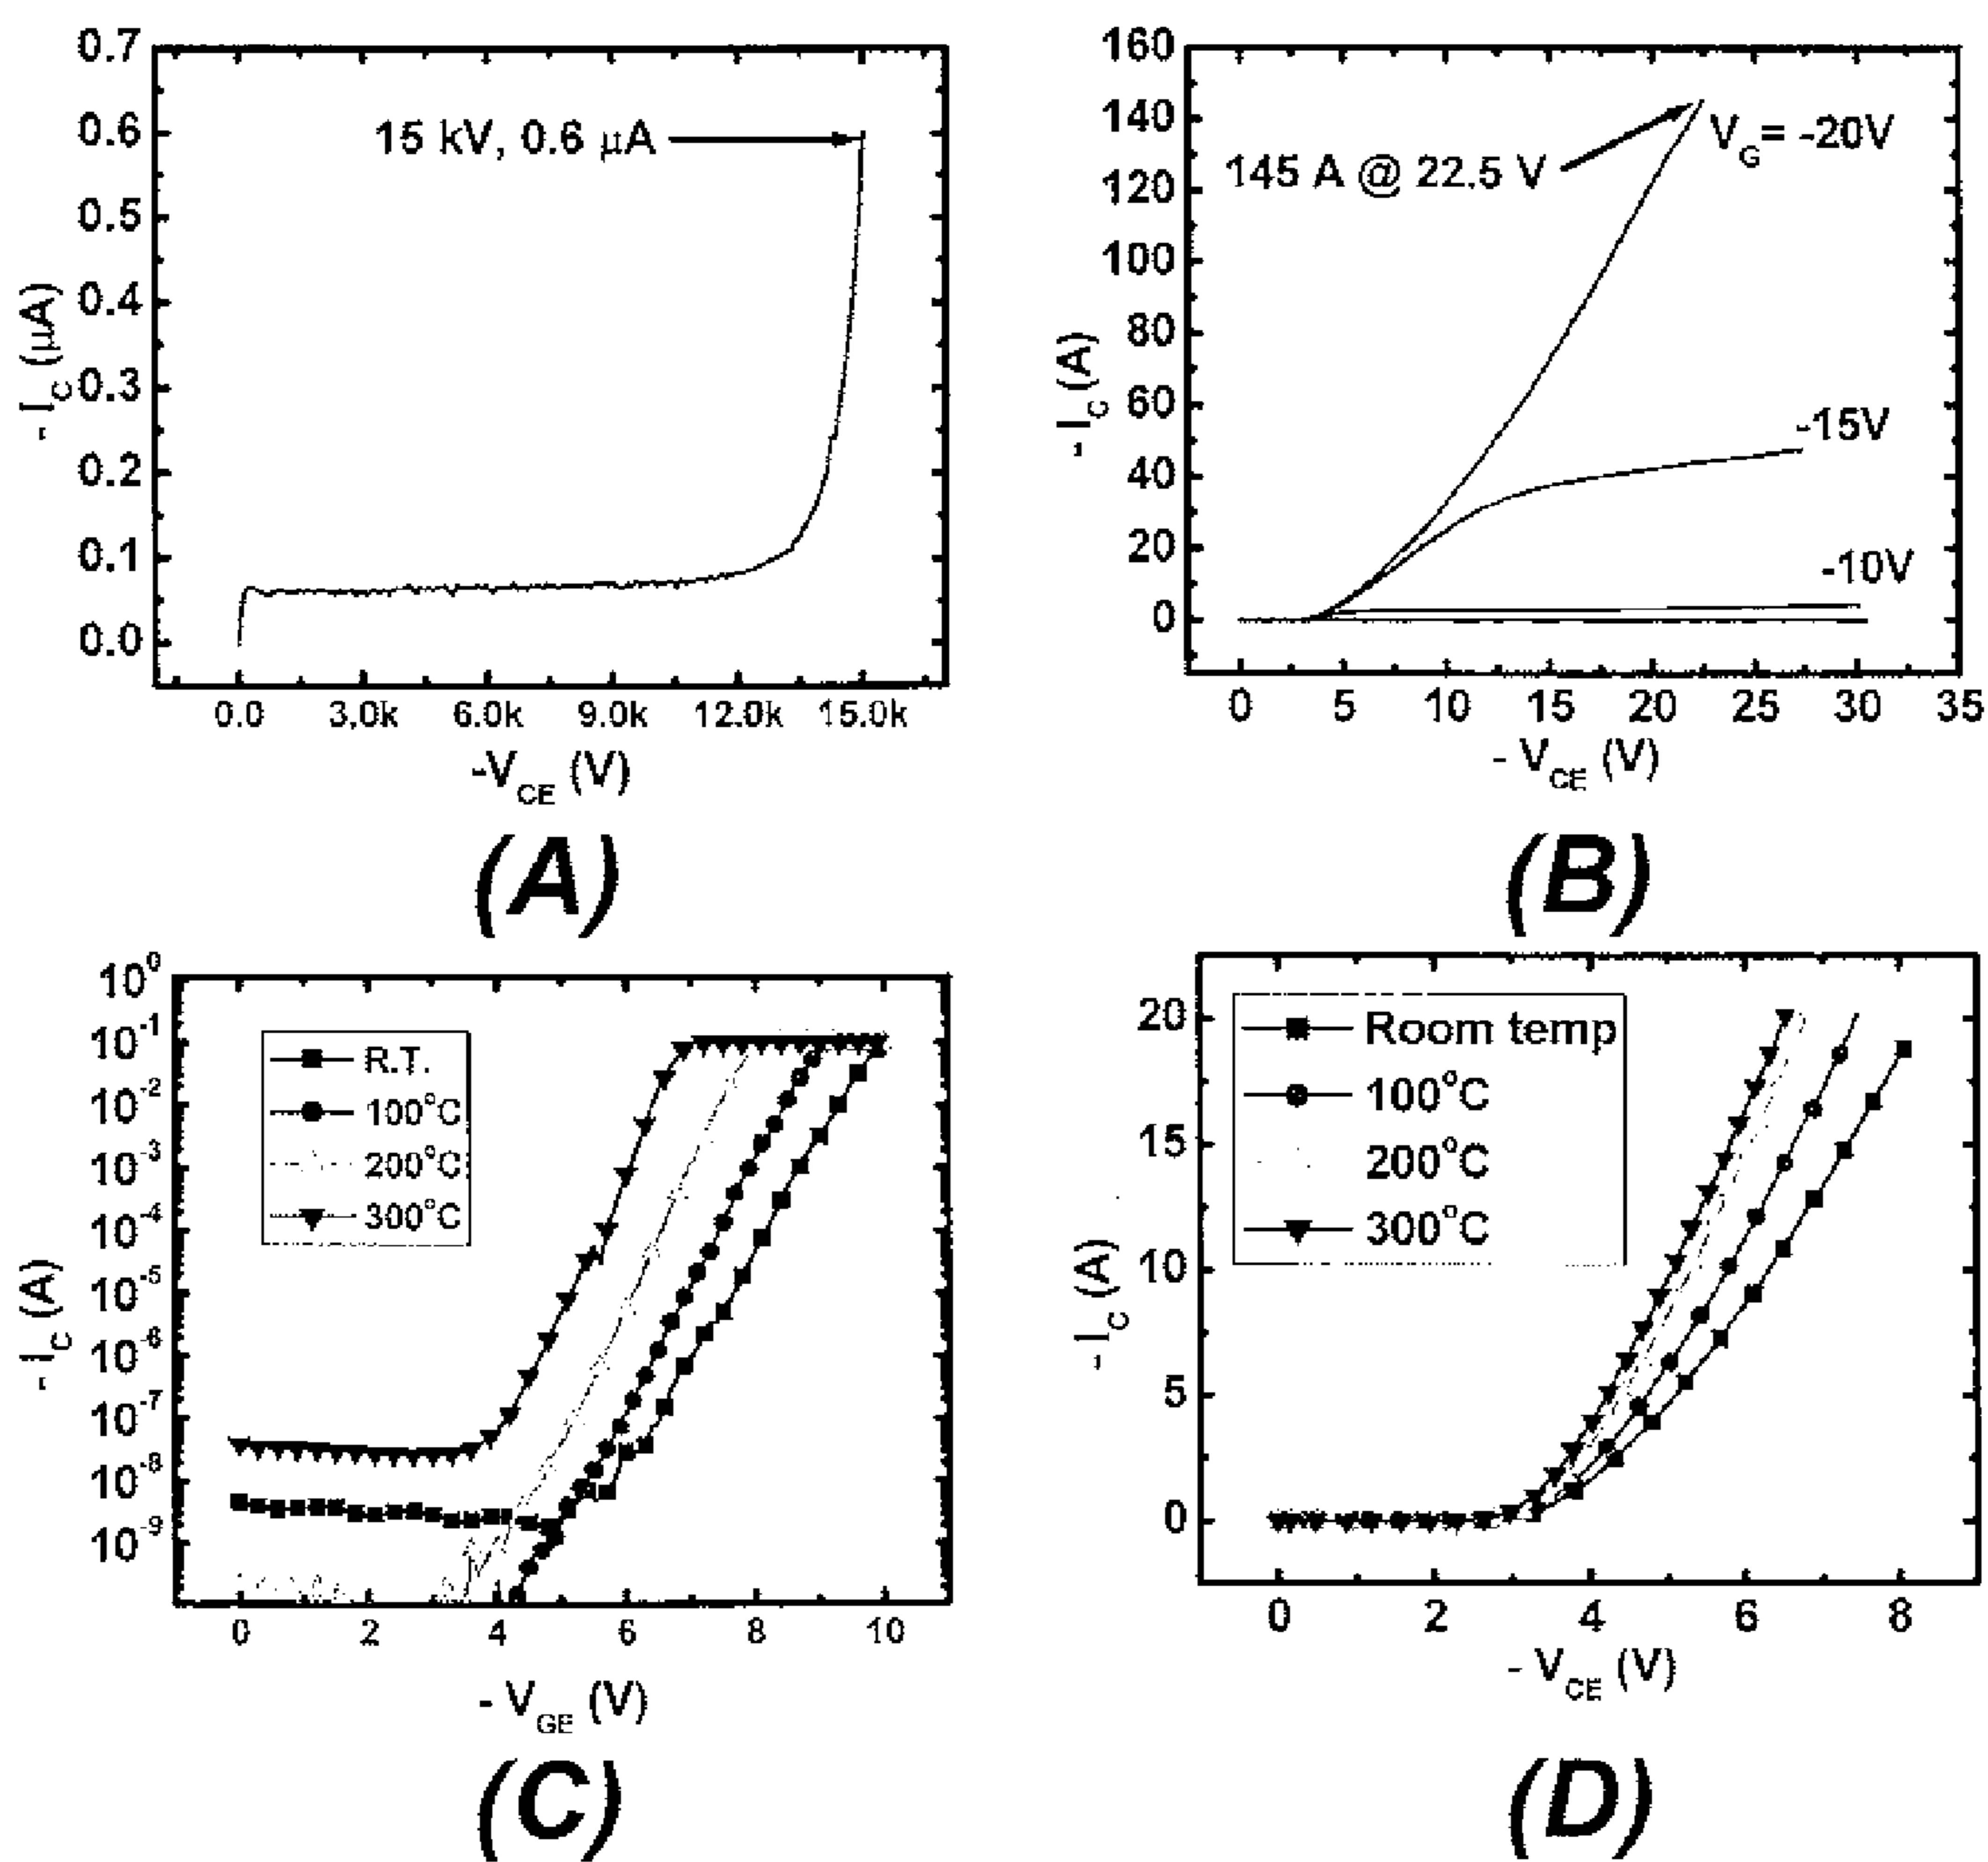 0.7
0.6
0.5
0.4
0.3
0.2
0.1
0.0
- I_C (µA)
15 kV, 0.6 µA
0.0 3.0k 6.0k 9.0k 12.0k 15.0k
-V_CE (V)
(A)
160
140
120
100
80
60
40
20
0
- I_C (A)
145 A @ 22.5 V
V_G= -20V
-15V
-10V
0 5 10 15 20 25 30 35
- V_CE (V)
(B)
10^0
10^-1
10^-2
10^-3
10^-4
10^-5
10^-6
10^-7
10^-8
10^-9
- I_C (A)
R.T.
100°C
200°C
300°C
0 2 4 6 8 10
- V_GE (V)
(C)
20
15
10
5
0
- I_C (A)
Room temp
100°C
200°C
300°C
0 2 4 6 8
- V_CE (V)
(D)